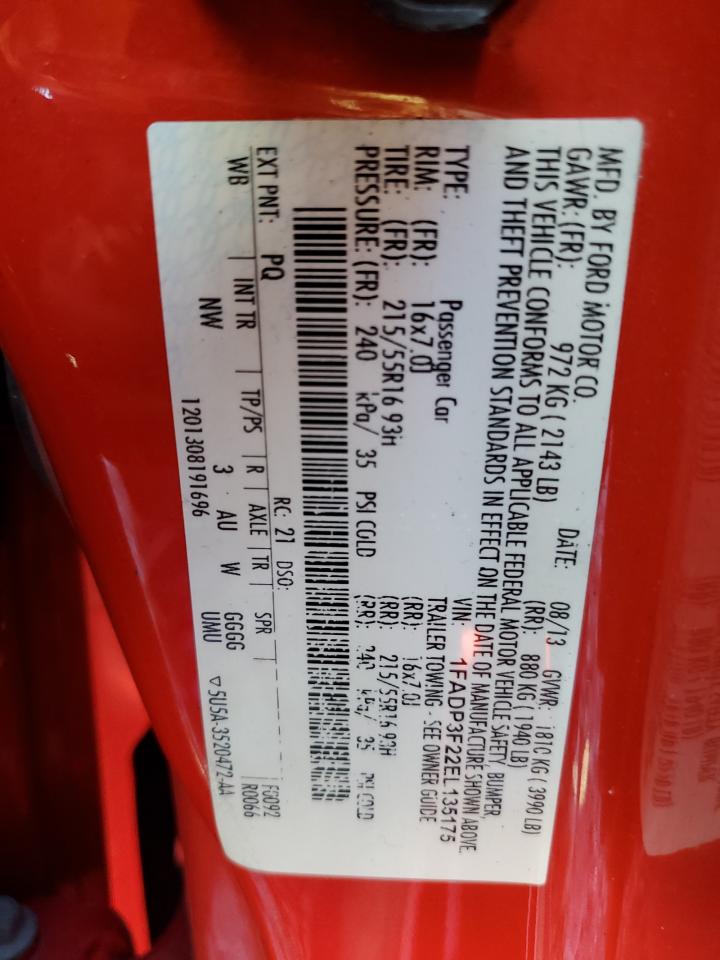 MFD. BY FORD MOTOR CO.
DATE: 08/13 GVWR: 1810 KG ( 3990 LB)
GAWR: (FR): 972 KG ( 2143 LB) (RR): 880 KG ( 1940 LB)
THIS VEHICLE CONFORMS TO ALL APPLICABLE FEDERAL MOTOR VEHICLE SAFETY, BUMPER,
AND THEFT PREVENTION STANDARDS IN EFFECT ON THE DATE OF MANUFACTURE SHOWN ABOVE.
VIN: 1FADP3F22EL135175
TYPE: Passenger Car TRAILER TOWING - SEE OWNER GUIDE
RIM: (FR): 16x7.0J (RR): 16x7.0J
TIRE: (FR): 215/55R16 93H (RR): 215/55R16 93H
PRESSURE: (FR): 240 kPa/ 35 PSI COLD (RR): 240 kPa/ 35 PSI COLD
EXT PNT: PQ RC: 21 DSO: F0092
WB INT TR TP/PS R AXLE TR SPR R0066
NW 3 AU W GGGG
UMU
1201308191696 ▽5U5A-3520472-AA